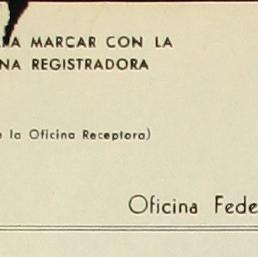 MARCAR CON LA
NA REGISTRADORA
e la Oficina Receptora)
Oficina Fede